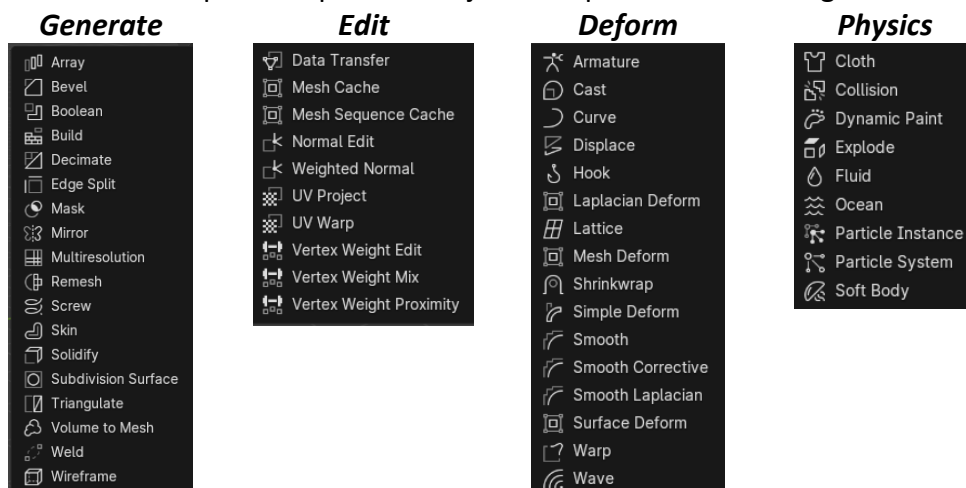 Generate
Array
Bevel
Boolean
Build
Decimate
Edge Split
Mask
Mirror
Multiresolution
Remesh
Screw
Skin
Solidify
Subdivision Surface
Triangulate
Volume to Mesh
Weld
Wireframe
Edit
Data Transfer
Mesh Cache
Mesh Sequence Cache
Normal Edit
Weighted Normal
UV Project
UV Warp
Vertex Weight Edit
Vertex Weight Mix
Vertex Weight Proximity
Deform
Armature
Cast
Curve
Displace
Hook
Laplacian Deform
Lattice
Mesh Deform
Shrinkwrap
Simple Deform
Smooth
Smooth Corrective
Smooth Laplacian
Surface Deform
Warp
Wave
Physics
Cloth
Collision
Dynamic Paint
Explode
Fluid
Ocean
Particle Instance
Particle System
Soft Body